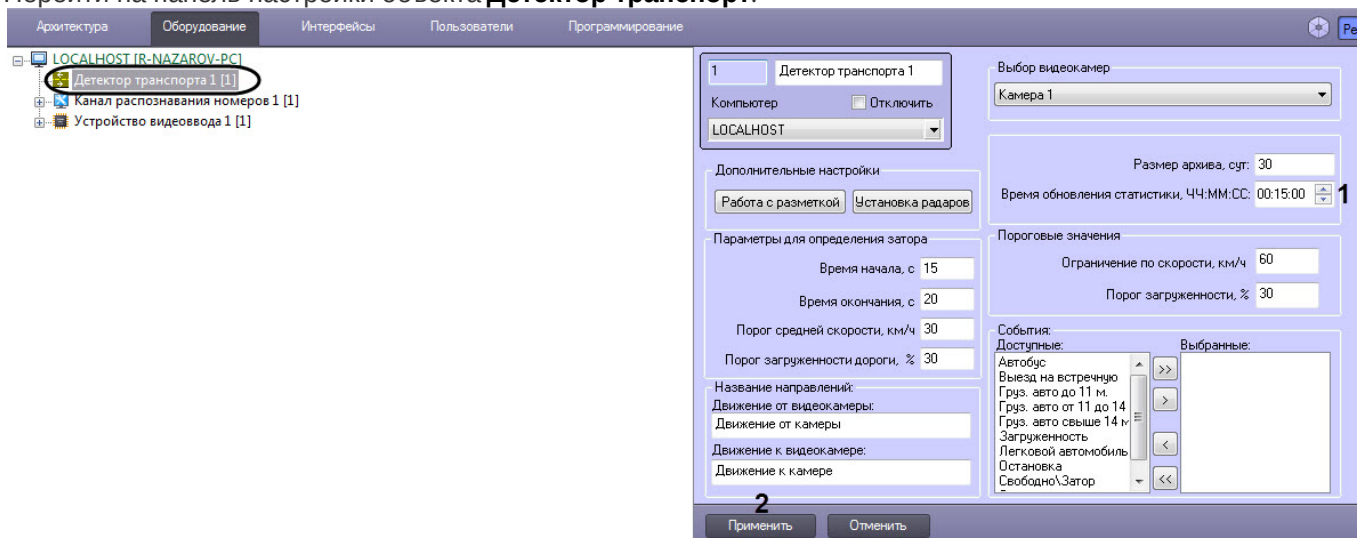 Перейти на панель настройки объекта Детектор транспорт.
Архитектура Оборудование Интерфейсы Пользователи Программирование
LOCALHOST [R-NAZAROV-PC]
Детектор транспорта 1 [1]
Канал распознавания номеров 1 [1]
Устройство видеоввода 1 [1]
1 Детектор транспорта 1
Компьютер Отключить
LOCALHOST
Дополнительные настройки
Работа с разметкой Установка радаров
Параметры для определения затора
Время начала, с 15
Время окончания, с 20
Порог средней скорости, км/ч 30
Порог загруженности дороги, % 30
Название направлений:
Движение от видеокамеры:
Движение от камеры
Движение к видеокамере:
Движение к камере
Выбор видеокамер
Камера 1
Размер архива, сут: 30
Время обновления статистики, ЧЧ:ММ:СС: 00:15:00 1
Пороговые значения
Ограничение по скорости, км/ч 60
Порог загруженности, % 30
События:
Доступные: Выбранные:
Автобус
Выезд на встречную
Груз. авто до 11 м.
Груз. авто от 11 до 14
Груз. авто свыше 14 м
Загруженность
Легковой автомобиль
Остановка
Свободно\Затор
>>
>
<
<<
2
Применить Отменить